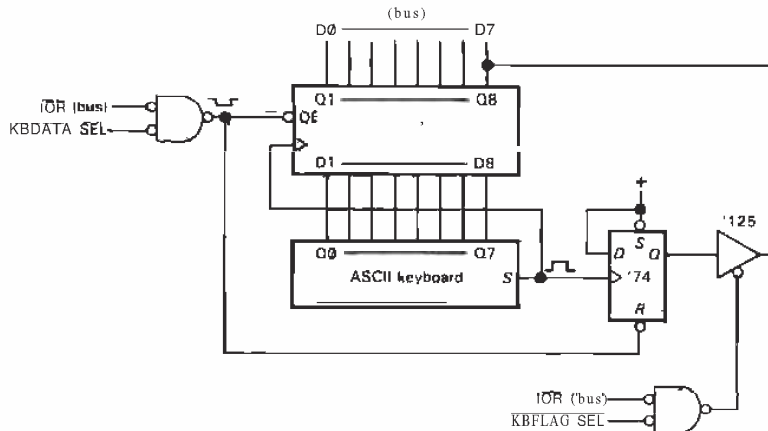 (bus)
D0 D7
Q1 Q8
IOR (bus)
KBDATA SEL
OE
D1 D8
+
'125
Q0 Q7
D S Q
ASCII keyboard S
'74
R
IOR ('bus')
KBFLAG SEL